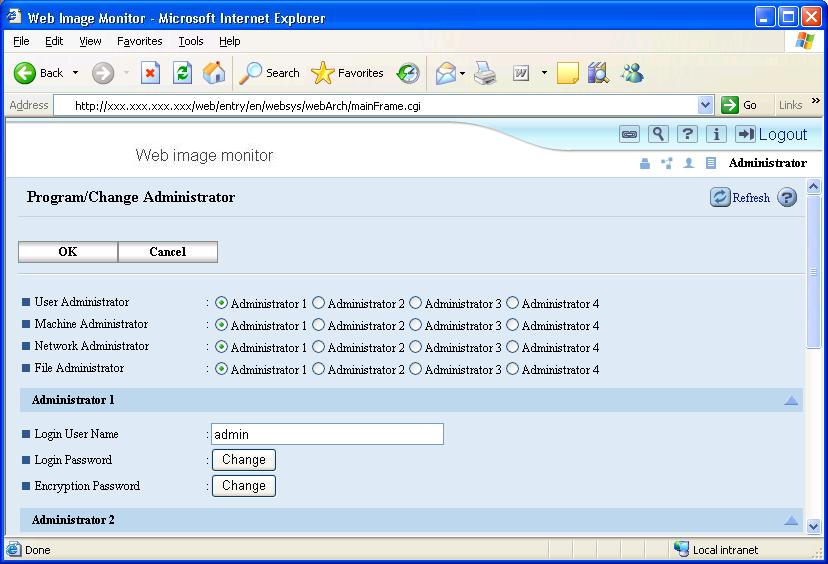 Web Image Monitor - Microsoft Internet Explorer
File Edit View Favorites Tools Help
Back Search Favorites W
Address http://xxx.xxx.xxx.xxx/web/entry/en/websys/webArch/mainFrame.cgi Go Links »
? i Logout
Web image monitor
Administrator
Program/Change Administrator Refresh ?
OK Cancel
User Administrator : Administrator 1 Administrator 2 Administrator 3 Administrator 4
Machine Administrator : Administrator 1 Administrator 2 Administrator 3 Administrator 4
Network Administrator : Administrator 1 Administrator 2 Administrator 3 Administrator 4
File Administrator : Administrator 1 Administrator 2 Administrator 3 Administrator 4
Administrator 1
Login User Name : admin
Login Password : Change
Encryption Password : Change
Administrator 2
Done Local intranet